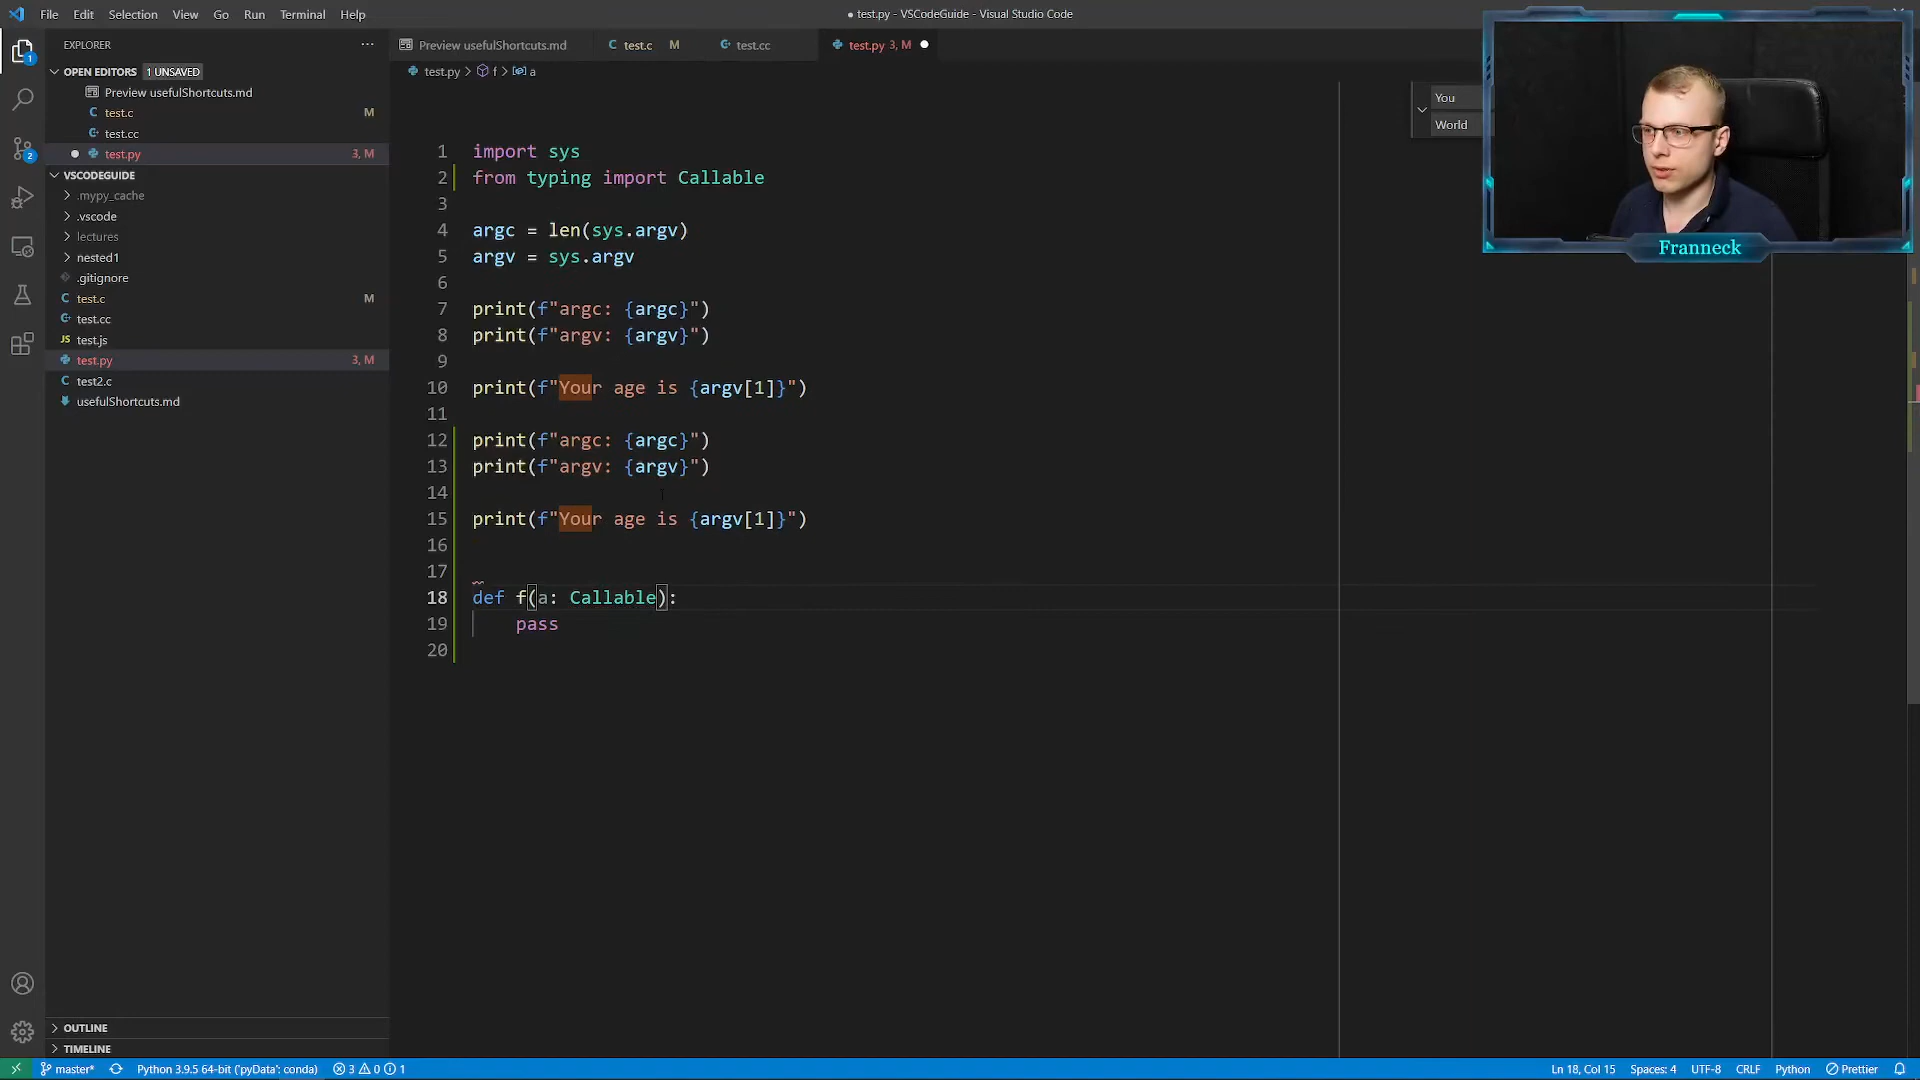 File Edit Selection View Go Run Terminal Help
● test.py - VSCodeGuide - Visual Studio Code
EXPLORER ...
OPEN EDITORS 1 UNSAVED
Preview usefulShortcuts.md
C test.c M
test.cc
test.py 3, M
VSCODEGUIDE
.mypy_cache
.vscode
lectures
nested1
.gitignore
C test.c M
test.cc
JS test.js
test.py 3, M
C test2.c
usefulShortcuts.md
OUTLINE
TIMELINE
1
2
Preview usefulShortcuts.md C test.c M test.cc test.py 3, M ●
test.py > f > a
You
World
Franneck
1 import sys
2 from typing import Callable
3
4 argc = len(sys.argv)
5 argv = sys.argv
6
7 print(f"argc: {argc}")
8 print(f"argv: {argv}")
9
10 print(f"Your age is {argv[1]}")
11
12 print(f"argc: {argc}")
13 print(f"argv: {argv}")
14
15 print(f"Your age is {argv[1]}")
16
17
18 def f(a: Callable):
19 pass
20
master* Python 3.9.5 64-bit ('pyData': conda) 3 0 1 Ln 18, Col 15 Spaces: 4 UTF-8 CRLF Python Prettier